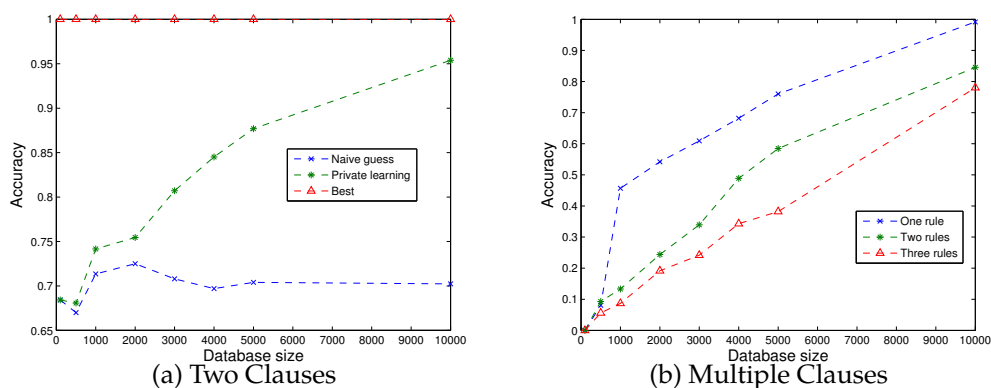 1
0.95
0.9
0.85
0.8
0.75
0.7
0.65
Accuracy
0 1000 2000 3000 4000 5000 6000 7000 8000 9000 10000
Database size
Naive guess
Private learning
Best
(a) Two Clauses
1
0.9
0.8
0.7
0.6
0.5
0.4
0.3
0.2
0.1
0
Accuracy
0 1000 2000 3000 4000 5000 6000 7000 8000 9000 10000
Database size
One rule
Two rules
Three rules
(b) Multiple Clauses